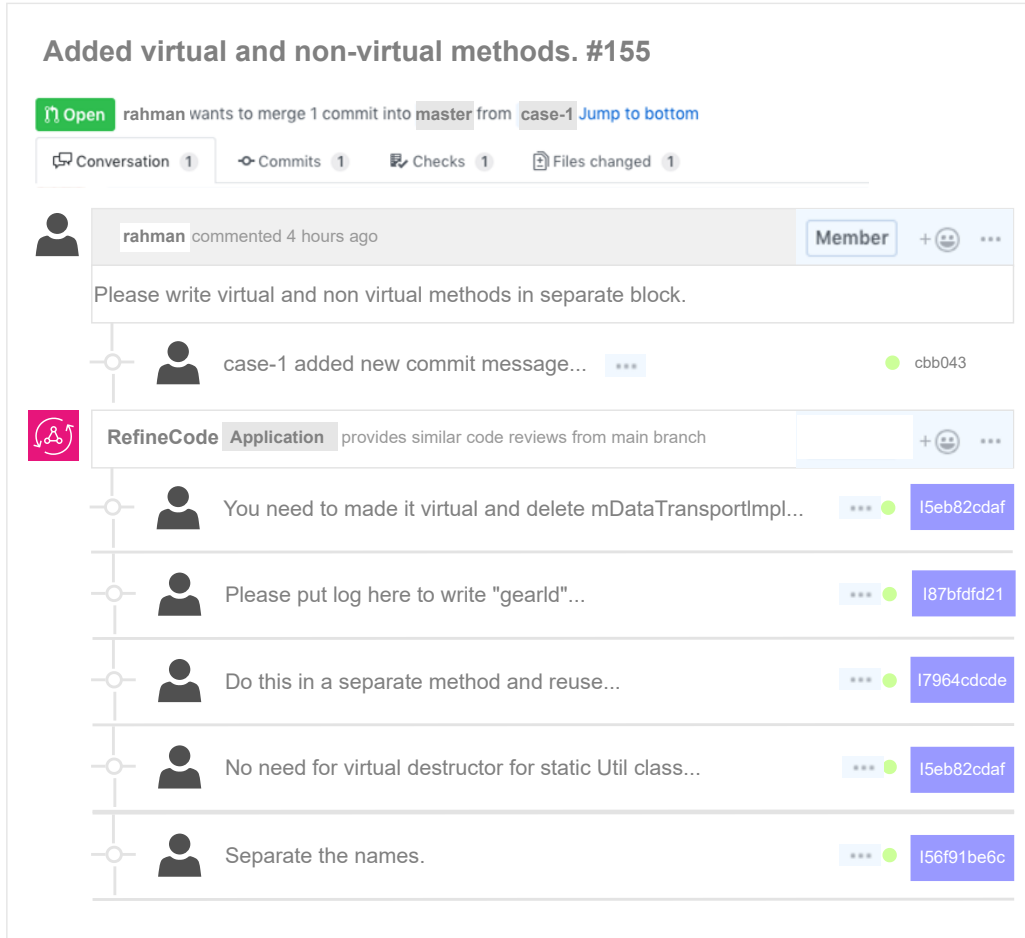 Added virtual and non-virtual methods. #155
Open rahman wants to merge 1 commit into master from case-1 Jump to bottom
Conversation 1 Commits 1 Checks 1 Files changed 1
rahman commented 4 hours ago Member
Please write virtual and non virtual methods in separate block.
case-1 added new commit message... cbb043
RefineCode Application provides similar code reviews from main branch
You need to made it virtual and delete mDataTransportImpl... I5eb82cdaf
Please put log here to write "gearId"... I87bfdfd21
Do this in a separate method and reuse... I7964cdcde
No need for virtual destructor for static Util class... I5eb82cdaf
Separate the names. I56f91be6c